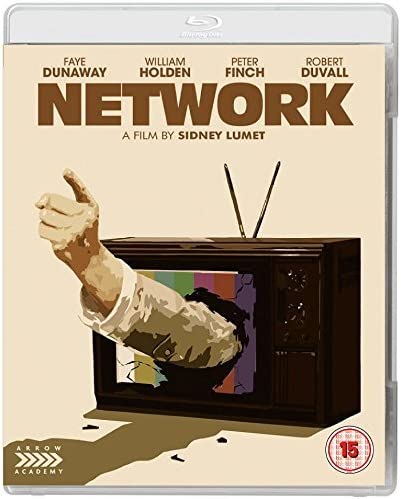 Blu-ray Disc
FAYE DUNAWAY
WILLIAM HOLDEN
PETER FINCH
ROBERT DUVALL
NETWORK
A FILM BY SIDNEY LUMET
ARROW
ACADEMY
15